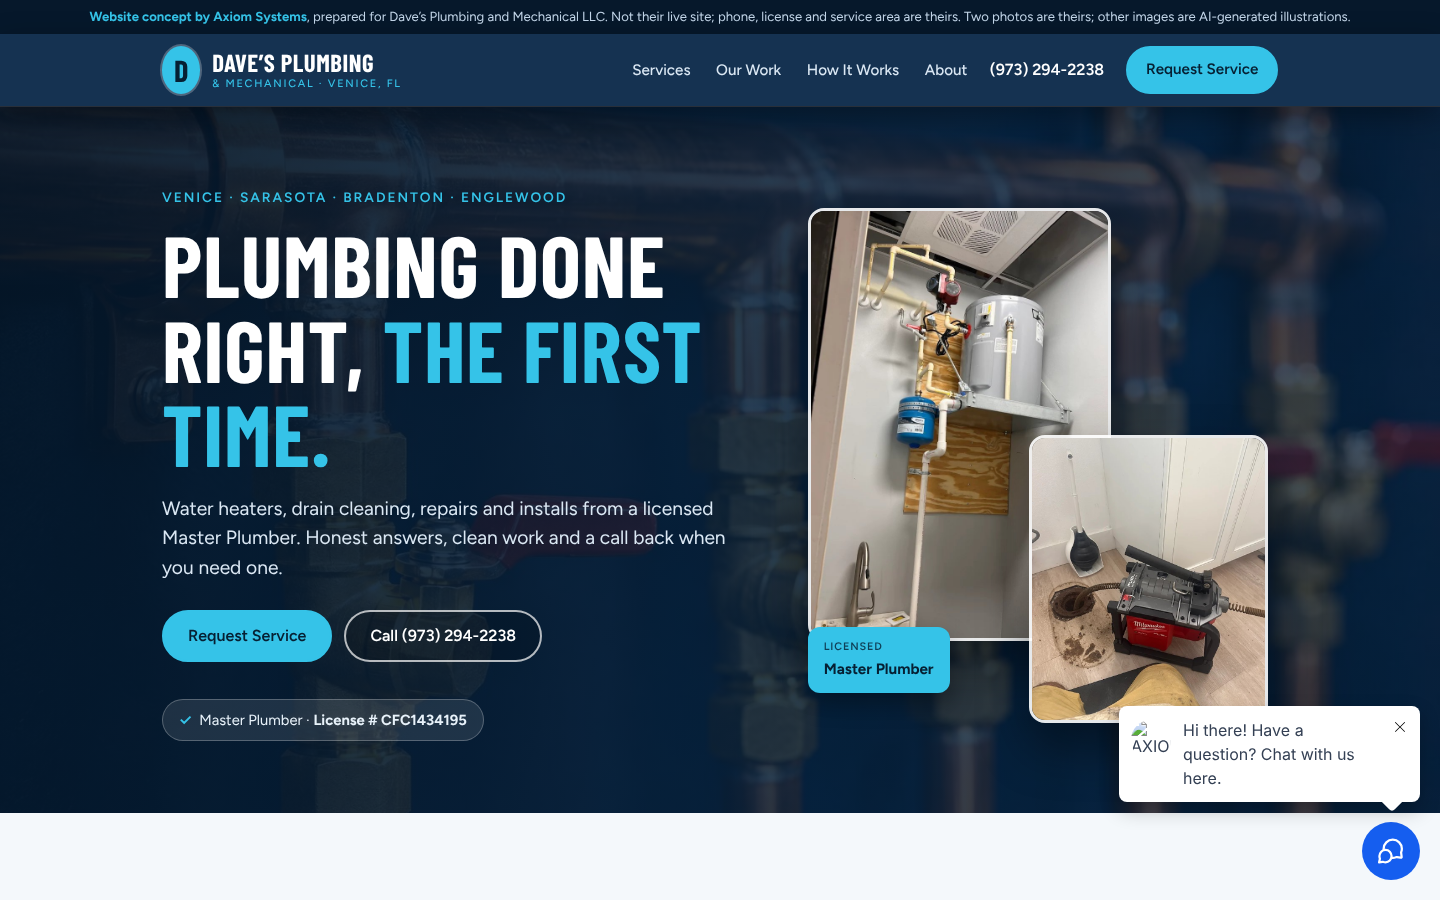 Website concept by Axiom Systems, prepared for Dave's Plumbing and Mechanical LLC. Not their live site; phone, license and service area are theirs. Two photos are theirs; other images are AI-generated illustrations.
D
DAVE'S PLUMBING
& MECHANICAL · VENICE, FL
Services
Our Work
How It Works
About
(973) 294-2238
Request Service
VENICE · SARASOTA · BRADENTON · ENGLEWOOD
PLUMBING DONE
RIGHT, THE FIRST
TIME.
Water heaters, drain cleaning, repairs and installs from a licensed
Master Plumber. Honest answers, clean work and a call back when
you need one.
Request Service
Call (973) 294-2238
Master Plumber · License # CFC1434195
LICENSED
Master Plumber
Milwaukee
AXIO
Hi there! Have a
question? Chat with us
here.